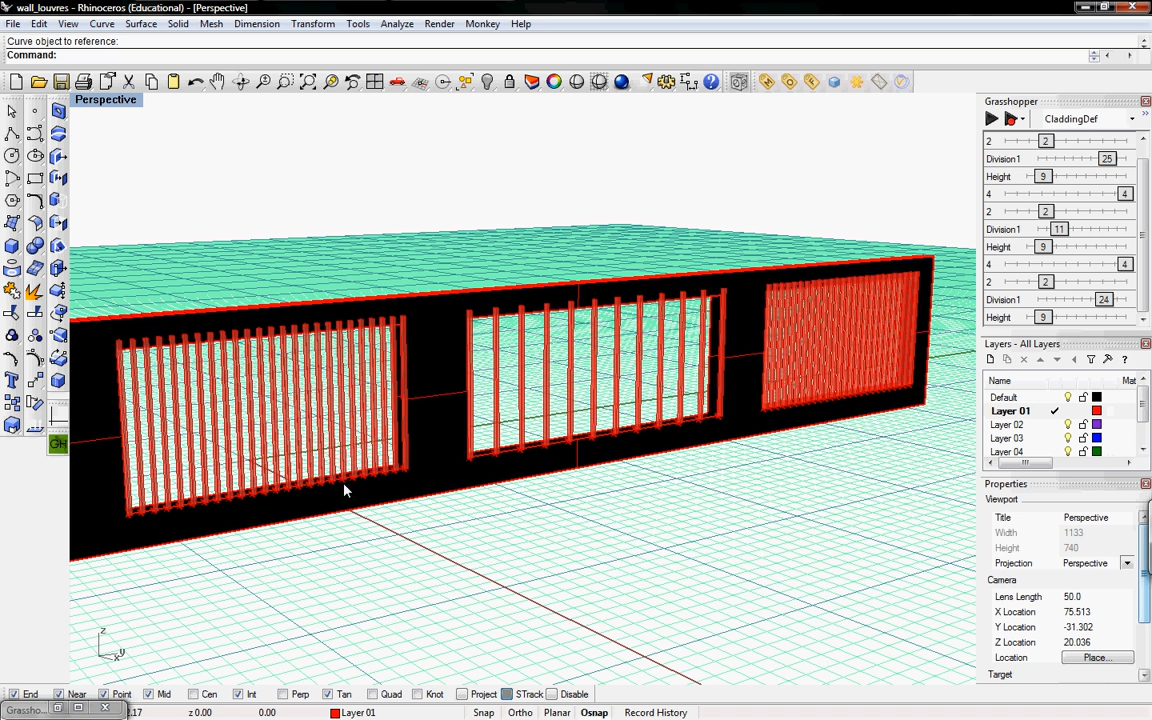 wall_louvres - Rhinoceros (Educational) - [Perspective]
File Edit View Curve Surface Solid Mesh Dimension Transform Tools Analyze Render Monkey Help
Curve object to reference:
Command:
Perspective
Grasshopper
CladdingDef
2 2
Division1 25
Height 9
4 4
2 2
Division1 11
Height 9
4 4
2 2
Division1 24
Height 9
Layers - All Layers
Name Mat
Default
Layer 01
Layer 02
Layer 03
Layer 04
GH
Properties
Viewport
Title Perspective
Width 1133
Height 740
Projection Perspective
Camera
Lens Length 50.0
X Location 75.513
Y Location -31.302
Z Location 20.036
Location Place...
Target
z
y
x
End Near Point Mid Cen Int Perp Tan Quad Knot Project STrack Disable
Grassho... 2.17 z 0.00 0.00 Layer 01 Snap Ortho Planar Osnap Record History